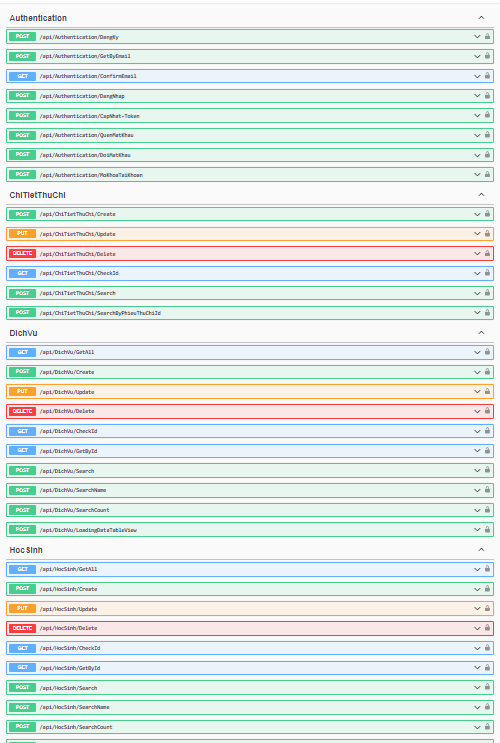 Authentication
POST /api/Authentication/DangKy
POST /api/Authentication/GetByEmail
GET /api/Authentication/ConfirmEmail
POST /api/Authentication/DangNhap
POST /api/Authentication/CapNhat-Token
POST /api/Authentication/QuenMatKhau
POST /api/Authentication/DoiMatKhau
POST /api/Authentication/MoKhoaTaiKhoan
ChiTietThuChi
POST /api/ChiTietThuChi/Create
PUT /api/ChiTietThuChi/Update
DELETE /api/ChiTietThuChi/Delete
GET /api/ChiTietThuChi/CheckId
POST /api/ChiTietThuChi/Search
POST /api/ChiTietThuChi/SearchByPhieuThuChiId
DichVu
GET /api/DichVu/GetAll
POST /api/DichVu/Create
PUT /api/DichVu/Update
DELETE /api/DichVu/Delete
GET /api/DichVu/CheckId
GET /api/DichVu/GetById
POST /api/DichVu/Search
POST /api/DichVu/SearchName
POST /api/DichVu/SearchCount
POST /api/DichVu/LoadingDataTableView
HocSinh
GET /api/HocSinh/GetAll
POST /api/HocSinh/Create
PUT /api/HocSinh/Update
DELETE /api/HocSinh/Delete
GET /api/HocSinh/CheckId
GET /api/HocSinh/GetById
POST /api/HocSinh/Search
POST /api/HocSinh/SearchName
POST /api/HocSinh/SearchCount